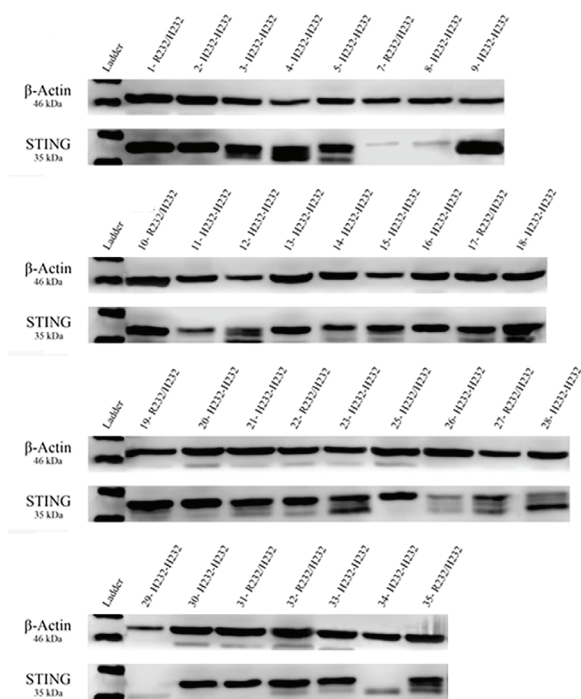 Ladder
1- R232/H232
2- H232-H232
3- H232-H232
4- H232-H232
5- H232-H232
7- R232/H232
8- H232-H232
9- H232-H232
β-Actin
46 kDa
STING
35 kDa
Ladder
10- R232/H232
11- H232-H232
12- H232-H232
13- H232-H232
14- H232-H232
15- H232-H232
16- H232-H232
17- R232/H232
18- H232-H232
β-Actin
46 kDa
STING
35 kDa
Ladder
19- R232/H232
20- H232-H232
21- H232-H232
22- R232/H232
23- H232-H232
25- H232-H232
26- H232-H232
27- R232/H232
28- H232-H232
β-Actin
46 kDa
STING
35 kDa
Ladder
29- H232-H232
30- H232-H232
31- R232/H232
32- R232/H232
33- H232-H232
34- H232-H232
35- R232/H232
β-Actin
46 kDa
STING
35 kDa